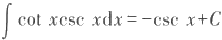 ∫ cot xcsc xdx = −csc x + C